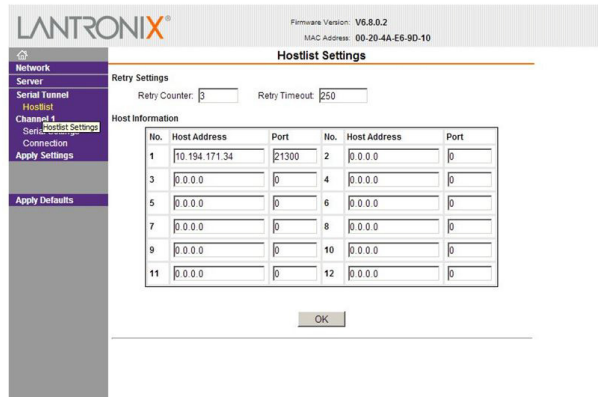 LANTRONIX®
Firmware Version: V6.8.0.2
MAC Address: 00-20-4A-E6-9D-10
Network
Server
Serial Tunnel
Hostlist
Channel 1
Hostlist Settings
Connection
Apply Settings
Apply Defaults
Hostlist Settings
Retry Settings
Retry Counter: 3 Retry Timeout: 250
Host Information
No. Host Address Port No. Host Address Port
1 10.194.171.34 21300 2 0.0.0.0 0
3 0.0.0.0 0 4 0.0.0.0 0
5 0.0.0.0 0 6 0.0.0.0 0
7 0.0.0.0 0 8 0.0.0.0 0
9 0.0.0.0 0 10 0.0.0.0 0
11 0.0.0.0 0 12 0.0.0.0 0
OK